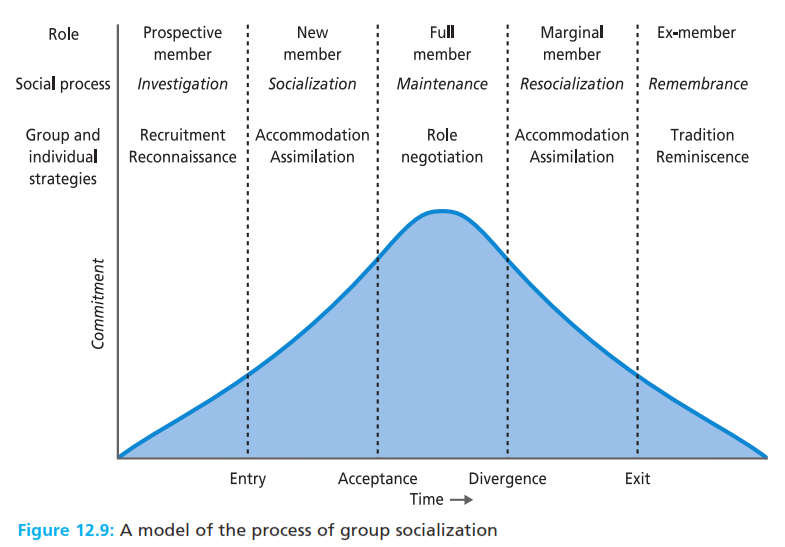 Role Prospective member New member Full member Marginal member Ex-member
Social process Investigation Socialization Maintenance Resocialization Remembrance
Group and individual strategies Recruitment Reconnaissance Accommodation Assimilation Role negotiation Accommodation Assimilation Tradition Reminiscence
Commitment
Entry Acceptance Divergence Exit
Time
Figure 12.9: A model of the process of group socialization